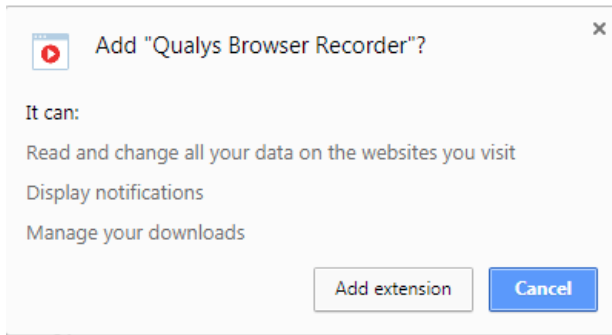 Add "Qualys Browser Recorder"?
It can:
Read and change all your data on the websites you visit
Display notifications
Manage your downloads
Add extension
Cancel